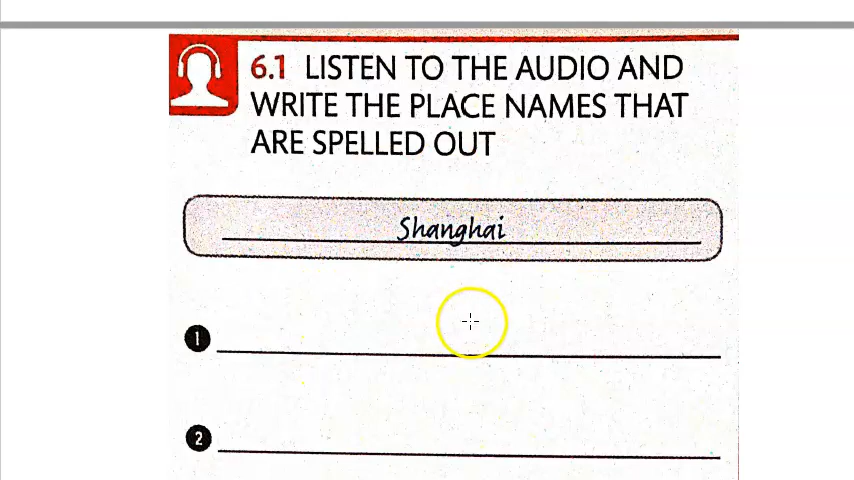 6.1 LISTEN TO THE AUDIO AND
WRITE THE PLACE NAMES THAT
ARE SPELLED OUT
Shanghai
1
2